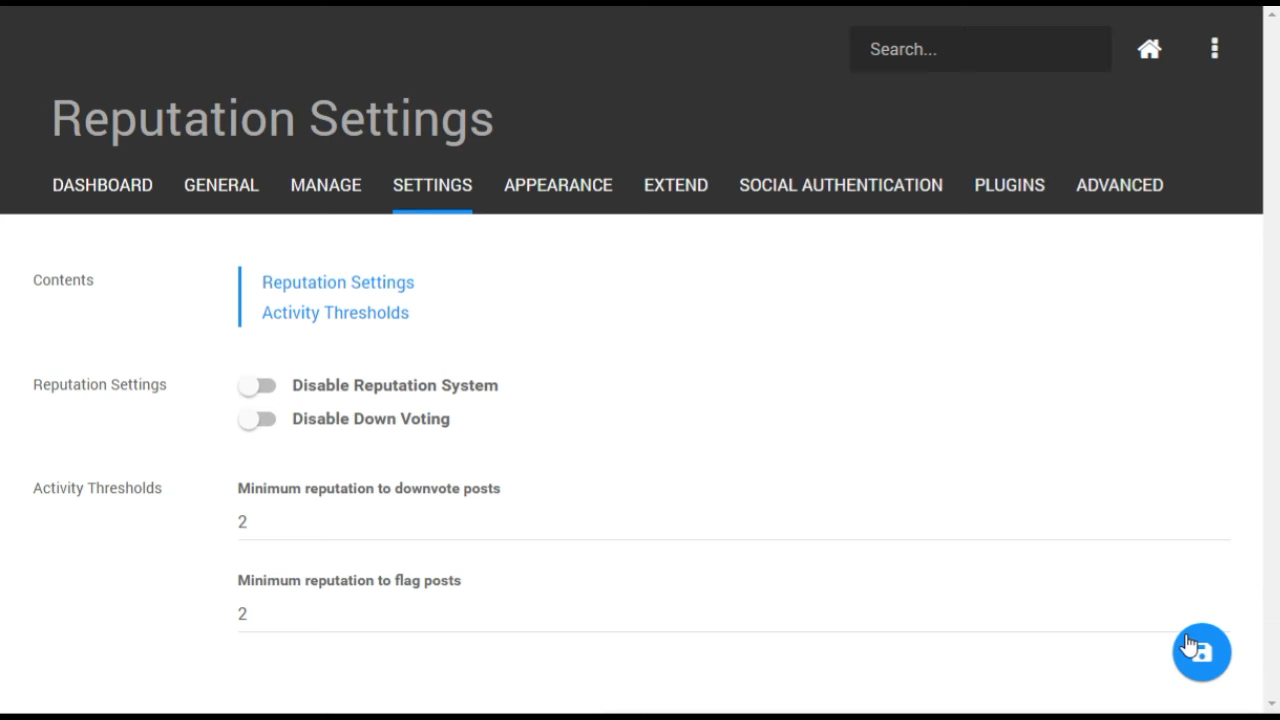 Search...
Reputation Settings
DASHBOARD GENERAL MANAGE SETTINGS APPEARANCE EXTEND SOCIAL AUTHENTICATION PLUGINS ADVANCED
Contents
Reputation Settings
Activity Thresholds
Reputation Settings
Disable Reputation System
Disable Down Voting
Activity Thresholds
Minimum reputation to downvote posts
2
Minimum reputation to flag posts
2